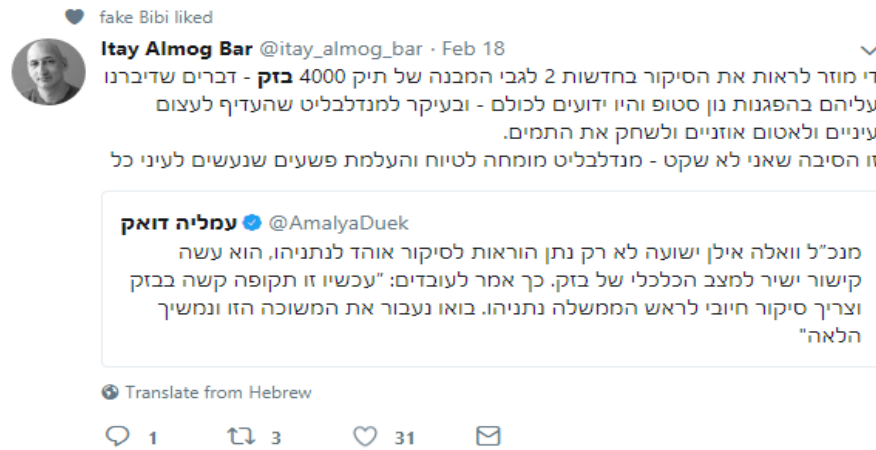 fake Bibi liked
Itay Almog Bar @itay_almog_bar · Feb 18
די מוזר לראות את הסיקור בחדשות 2 לגבי המבנה של תיק 4000 בזק - דברים שדיברנו
עליהם בהפגנות נון סטופ והיו ידועים לכולם - ובעיקר למנדלבליט שהעדיף לעצום
עיניים ולאטום אוזניים ולשחק את התמים.
זו הסיבה שאני לא שקט - מנדלבליט מומחה לטיוח והעלמת פשעים שנעשים לעיני כל
עמליה דואק @AmalyaDuek
מנכ"ל וואלה אילן ישועה לא רק נתן הוראות לסיקור אוהד לנתניהו, הוא עשה
קישור ישיר למצב הכלכלי של בזק. כך אמר לעובדים: "עכשיו זו תקופה קשה בבזק
וצריך סיקור חיובי לראש הממשלה נתניהו. בואו נעבור את המשוכה הזו ונמשיך
הלאה"
Translate from Hebrew
1 3 31